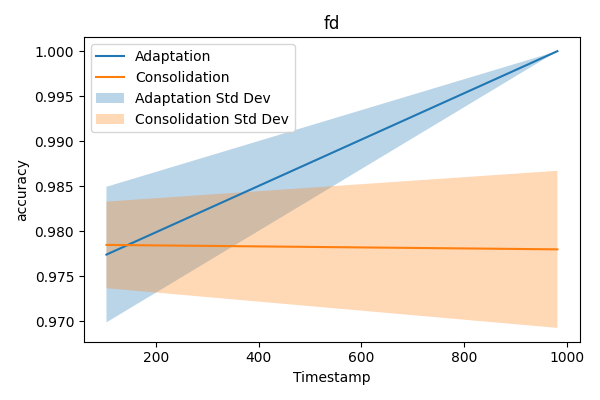 fd
Adaptation
Consolidation
Adaptation Std Dev
Consolidation Std Dev
accuracy
1.000
0.995
0.990
0.985
0.980
0.975
0.970
200
400
600
800
1000
Timestamp